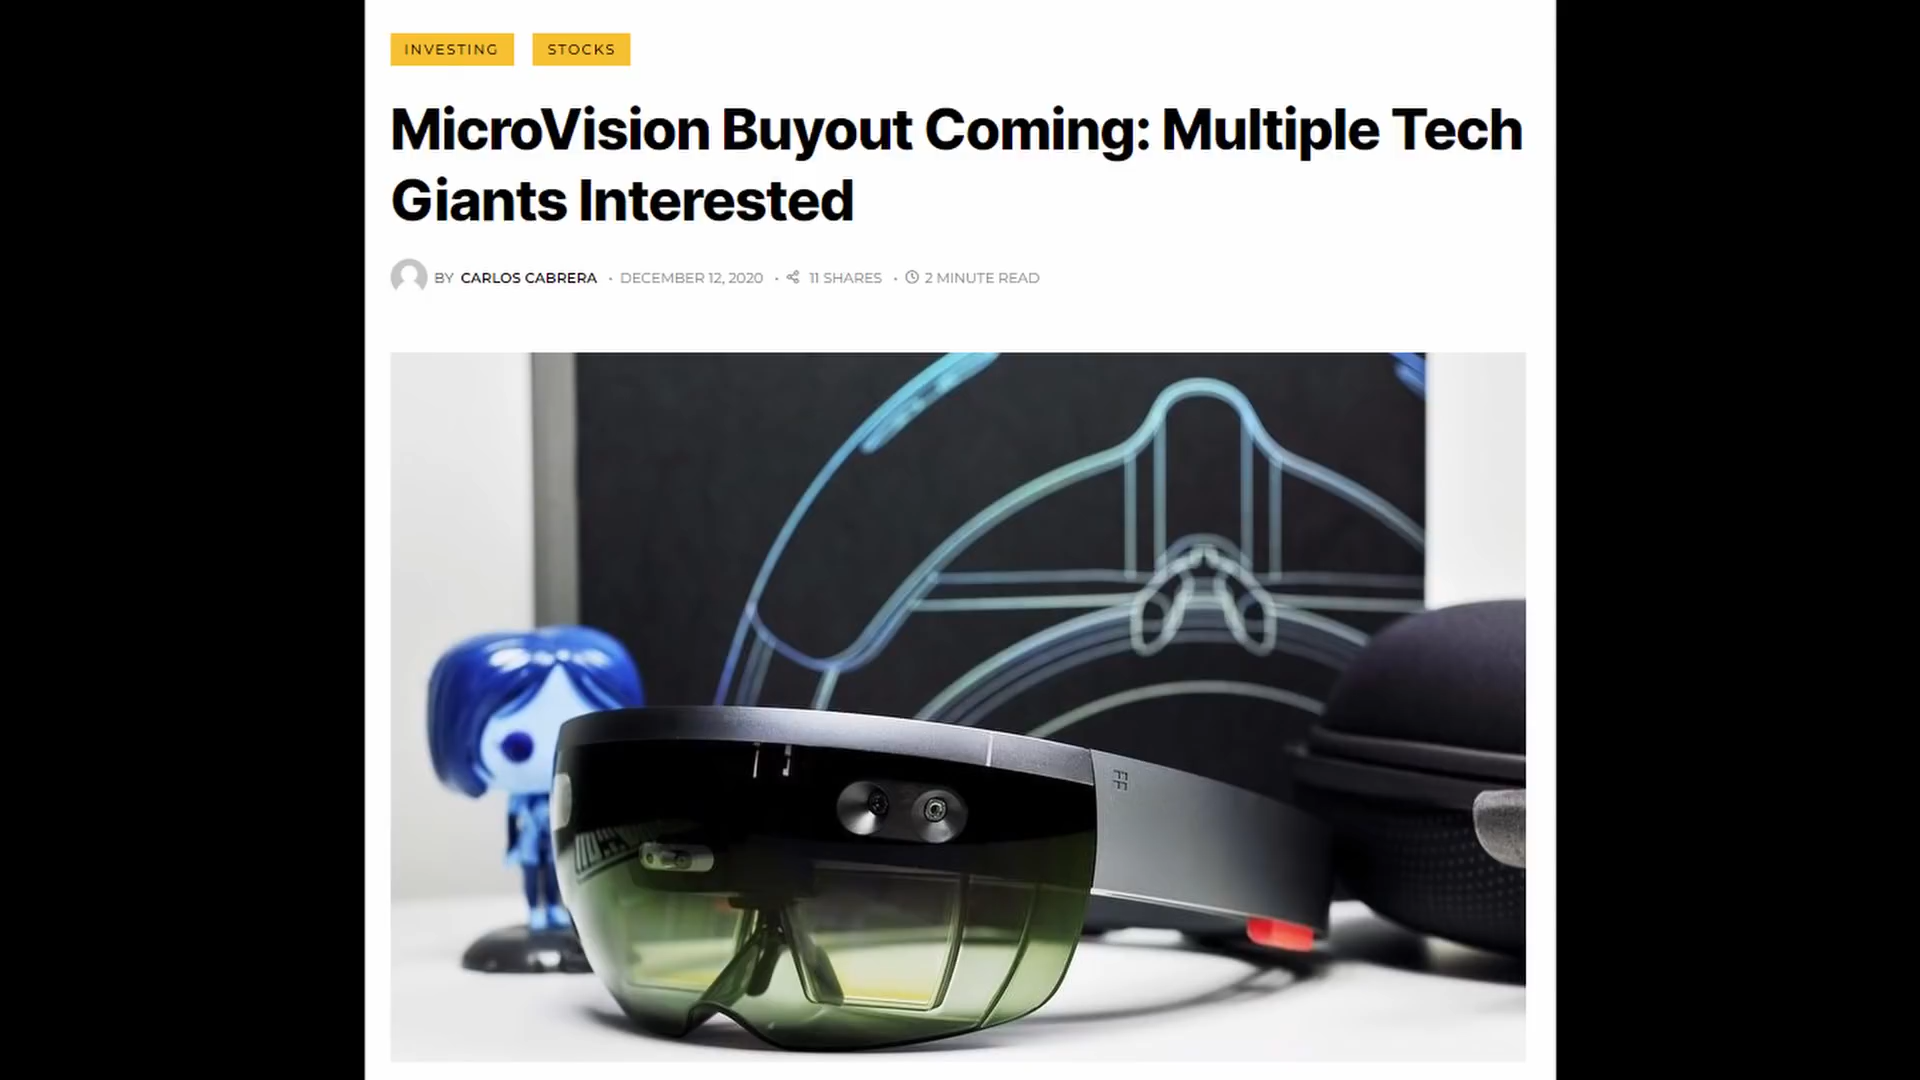 INVESTING STOCKS
MicroVision Buyout Coming: Multiple Tech
Giants Interested
BY CARLOS CABRERA • DECEMBER 12, 2020 • 11 SHARES • 2 MINUTE READ